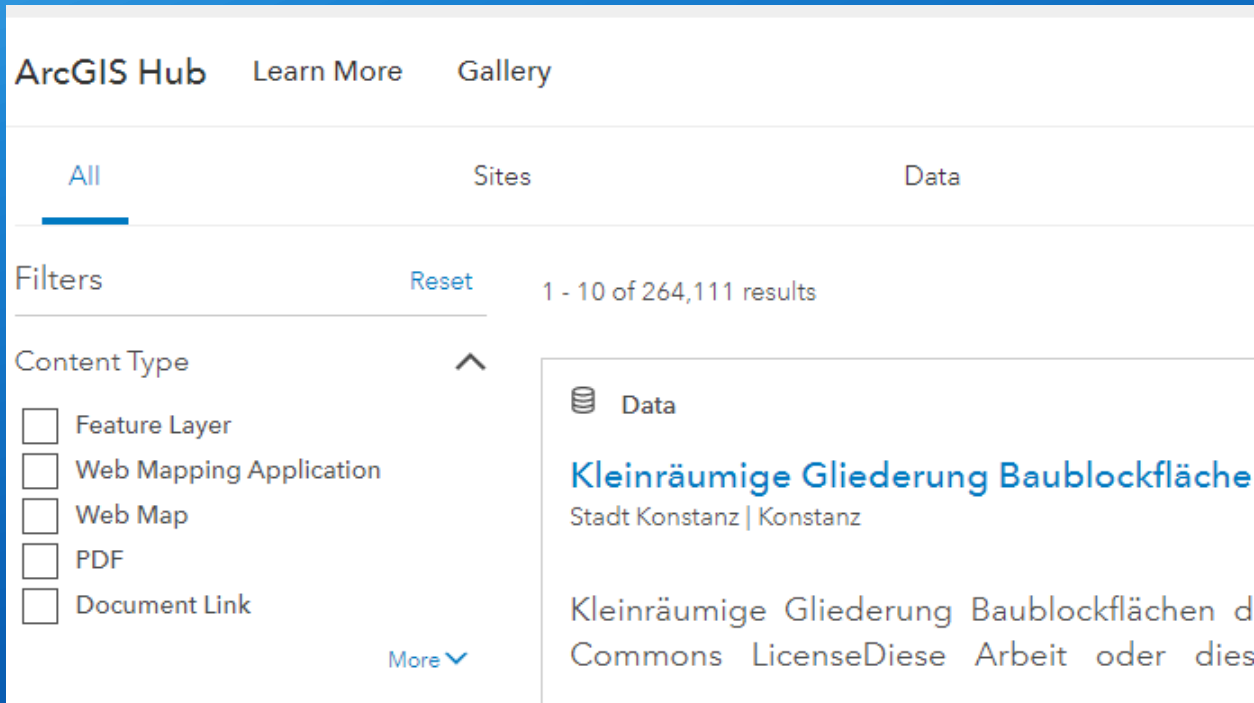 ArcGIS Hub Learn More Gallery
All Sites Data
Filters Reset
1 - 10 of 264,111 results
Content Type
Feature Layer
Web Mapping Application
Web Map
PDF
Document Link
More
Data
Kleinräumige Gliederung Baublockfläche
Stadt Konstanz | Konstanz
Kleinräumige Gliederung Baublockflächen d
Commons LicenseDiese Arbeit oder dies